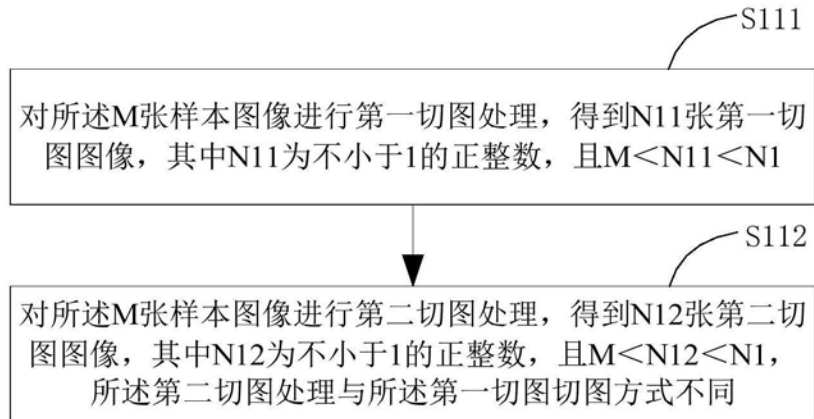 S111
对所述M张样本图像进行第一切图处理，得到N11张第一切
图图像，其中N11为不小于1的正整数，且M＜N11＜N1
S112
对所述M张样本图像进行第二切图处理，得到N12张第二切
图图像，其中N12为不小于1的正整数，且M＜N12＜N1，
所述第二切图处理与所述第一切图切图方式不同